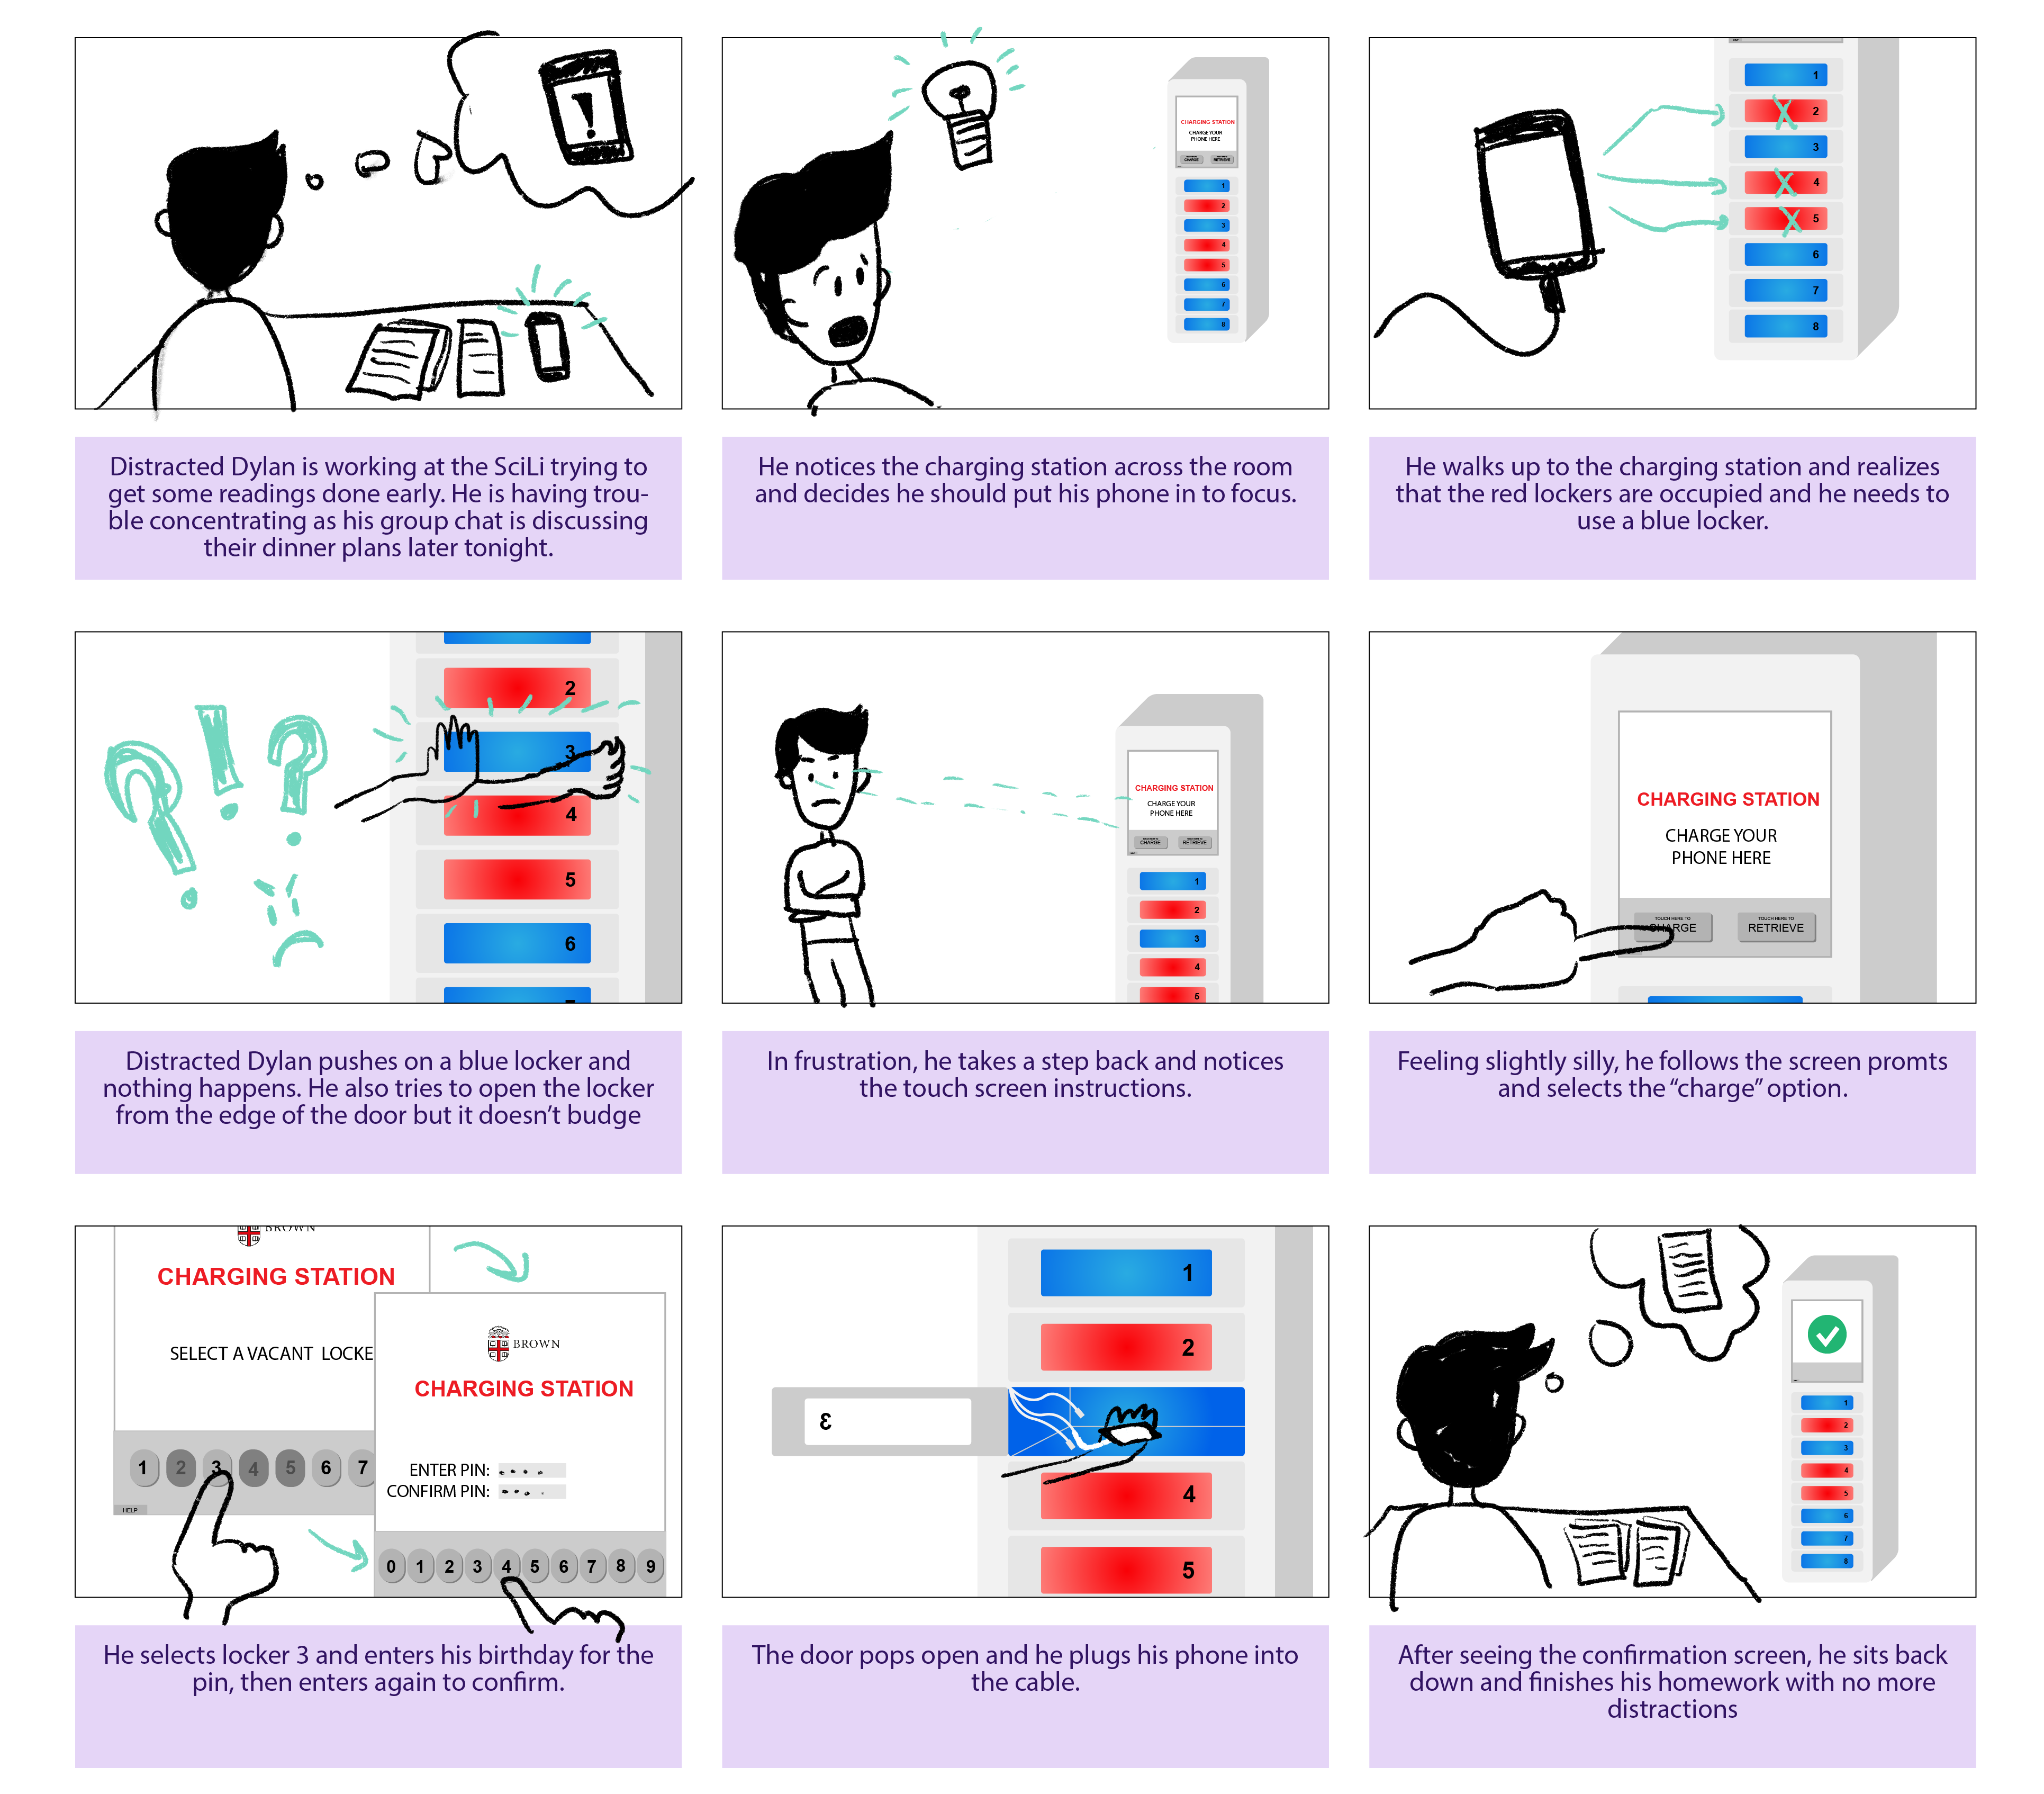 CHARGING STATION
CHARGE YOUR
PHONE HERE
CHARGE
RETRIEVE
1
2
3
4
5
6
7
8
1
2
3
4
5
6
7
8
Distracted Dylan is working at the SciLi trying to
get some readings done early. He is having trou-
ble concentrating as his group chat is discussing
their dinner plans later tonight.
He notices the charging station across the room
and decides he should put his phone in to focus.
He walks up to the charging station and realizes
that the red lockers are occupied and he needs to
use a blue locker.
? ! ?
2
3
4
5
6
CHARGING STATION
CHARGE YOUR
PHONE HERE
TOUCH HERE TO
CHARGE
TOUCH HERE TO
RETRIEVE
1
2
3
4
5
CHARGING STATION
CHARGE YOUR
PHONE HERE
TOUCH HERE TO
CHARGE
TOUCH HERE TO
RETRIEVE
Distracted Dylan pushes on a blue locker and
nothing happens. He also tries to open the locker
from the edge of the door but it doesn't budge
In frustration, he takes a step back and notices
the touch screen instructions.
Feeling slightly silly, he follows the screen promts
and selects the "charge" option.
BROWN
CHARGING STATION
SELECT A VACANT LOCKE
1 2 3 4 5 6 7
HELP
BROWN
CHARGING STATION
ENTER PIN:
CONFIRM PIN:
0 1 2 3 4 5 6 7 8 9
1
2
3
4
5
1
2
3
4
5
6
7
8
He selects locker 3 and enters his birthday for the
pin, then enters again to confirm.
The door pops open and he plugs his phone into
the cable.
After seeing the confirmation screen, he sits back
down and finishes his homework with no more
distractions